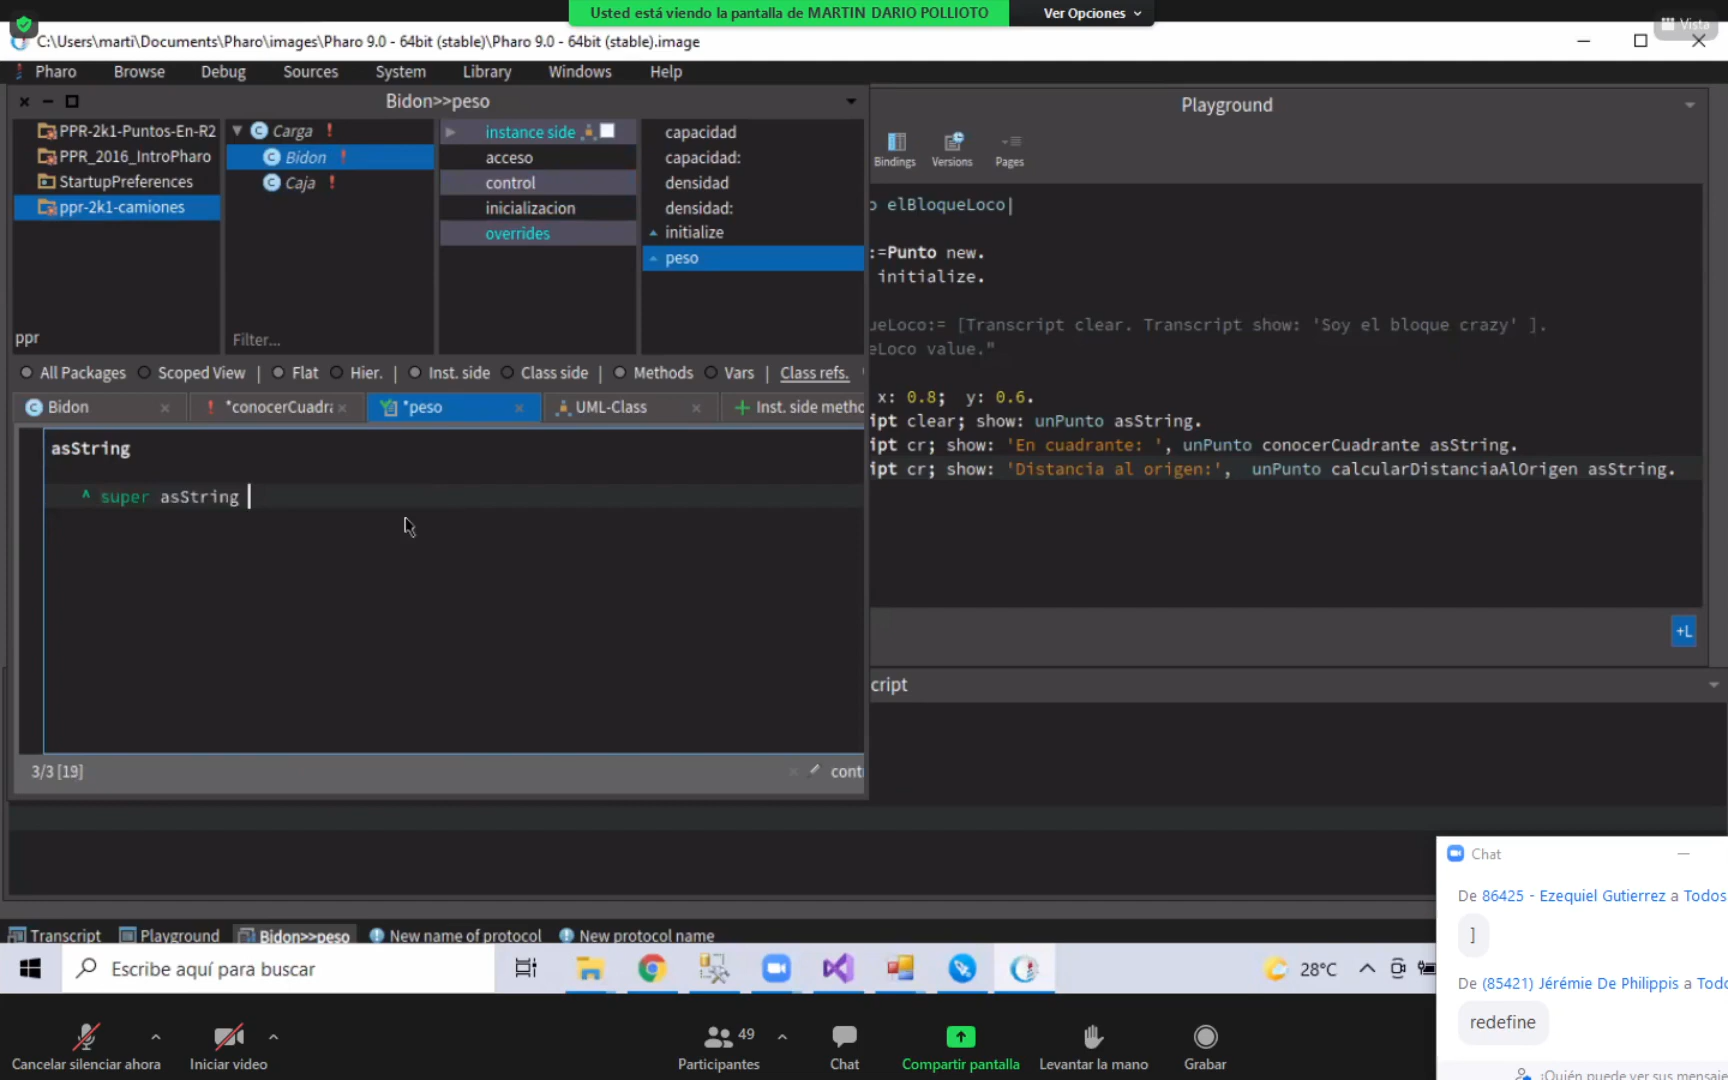 Usted está viendo la pantalla de MARTIN DARIO POLLIOTO
Ver Opciones
Vista
C:\Users\marti\Documents\Pharo\images\Pharo 9.0 - 64bit (stable)\Pharo 9.0 - 64bit (stable).image
Pharo Browse Debug Sources System Library Windows Help
Bidon>>peso
PPR-2k1-Puntos-En-R2
PPR_2016_IntroPharo
StartupPreferences
ppr-2k1-camiones
ppr
Carga !
Bidon !
Caja !
Filter...
instance side
acceso
control
inicializacion
overrides
capacidad
capacidad:
densidad
densidad:
initialize
peso
All Packages Scoped View | Flat Hier. | Inst. side Class side | Methods Vars | Class refs.
Bidon × ! *conocerCuadra × *peso × UML-Class × + Inst. side metho
asString
^ super asString
3/3 [19]
conti
Playground
Bindings Versions Pages
o elBloqueLoco|
:=Punto new.
initialize.
ueLoco:= [Transcript clear. Transcript show: 'Soy el bloque crazy' ].
eLoco value."
x: 0.8; y: 0.6.
ipt clear; show: unPunto asString.
ipt cr; show: 'En cuadrante: ', unPunto conocerCuadrante asString.
ipt cr; show: 'Distancia al origen:', unPunto calcularDistanciaAlOrigen asString.
+L
cript
Transcript Playground Bidon>>peso New name of protocol New protocol name
Escribe aquí para buscar
28°C
Chat
De 86425 - Ezequiel Gutierrez a Todos
]
De (85421) Jérémie De Philippis a Todo
redefine
¿Quién puede ver sus mensaje
Cancelar silenciar ahora
Iniciar video
49
Participantes
Chat
Compartir pantalla
Levantar la mano
Grabar